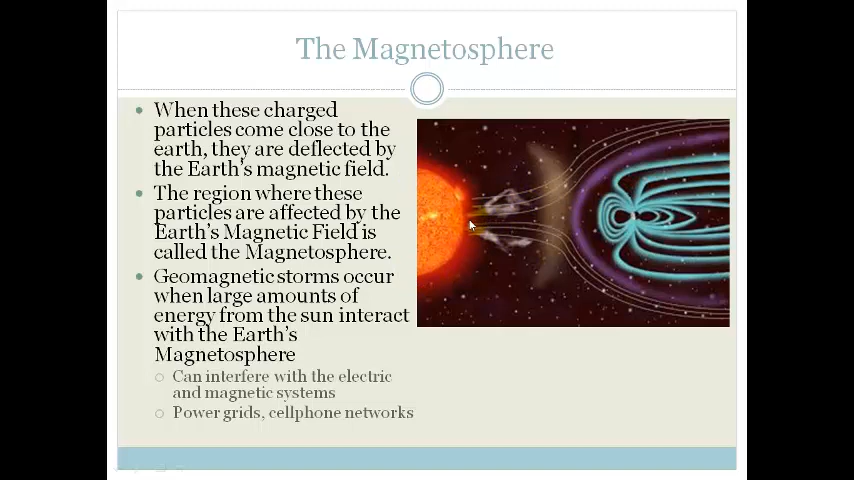 The Magnetosphere
When these charged
particles come close to the
earth, they are deflected by
the Earth's magnetic field.
The region where these
particles are affected by the
Earth's Magnetic Field is
called the Magnetosphere.
Geomagnetic storms occur
when large amounts of
energy from the sun interact
with the Earth's
Magnetosphere
Can interfere with the electric
and magnetic systems
Power grids, cellphone networks